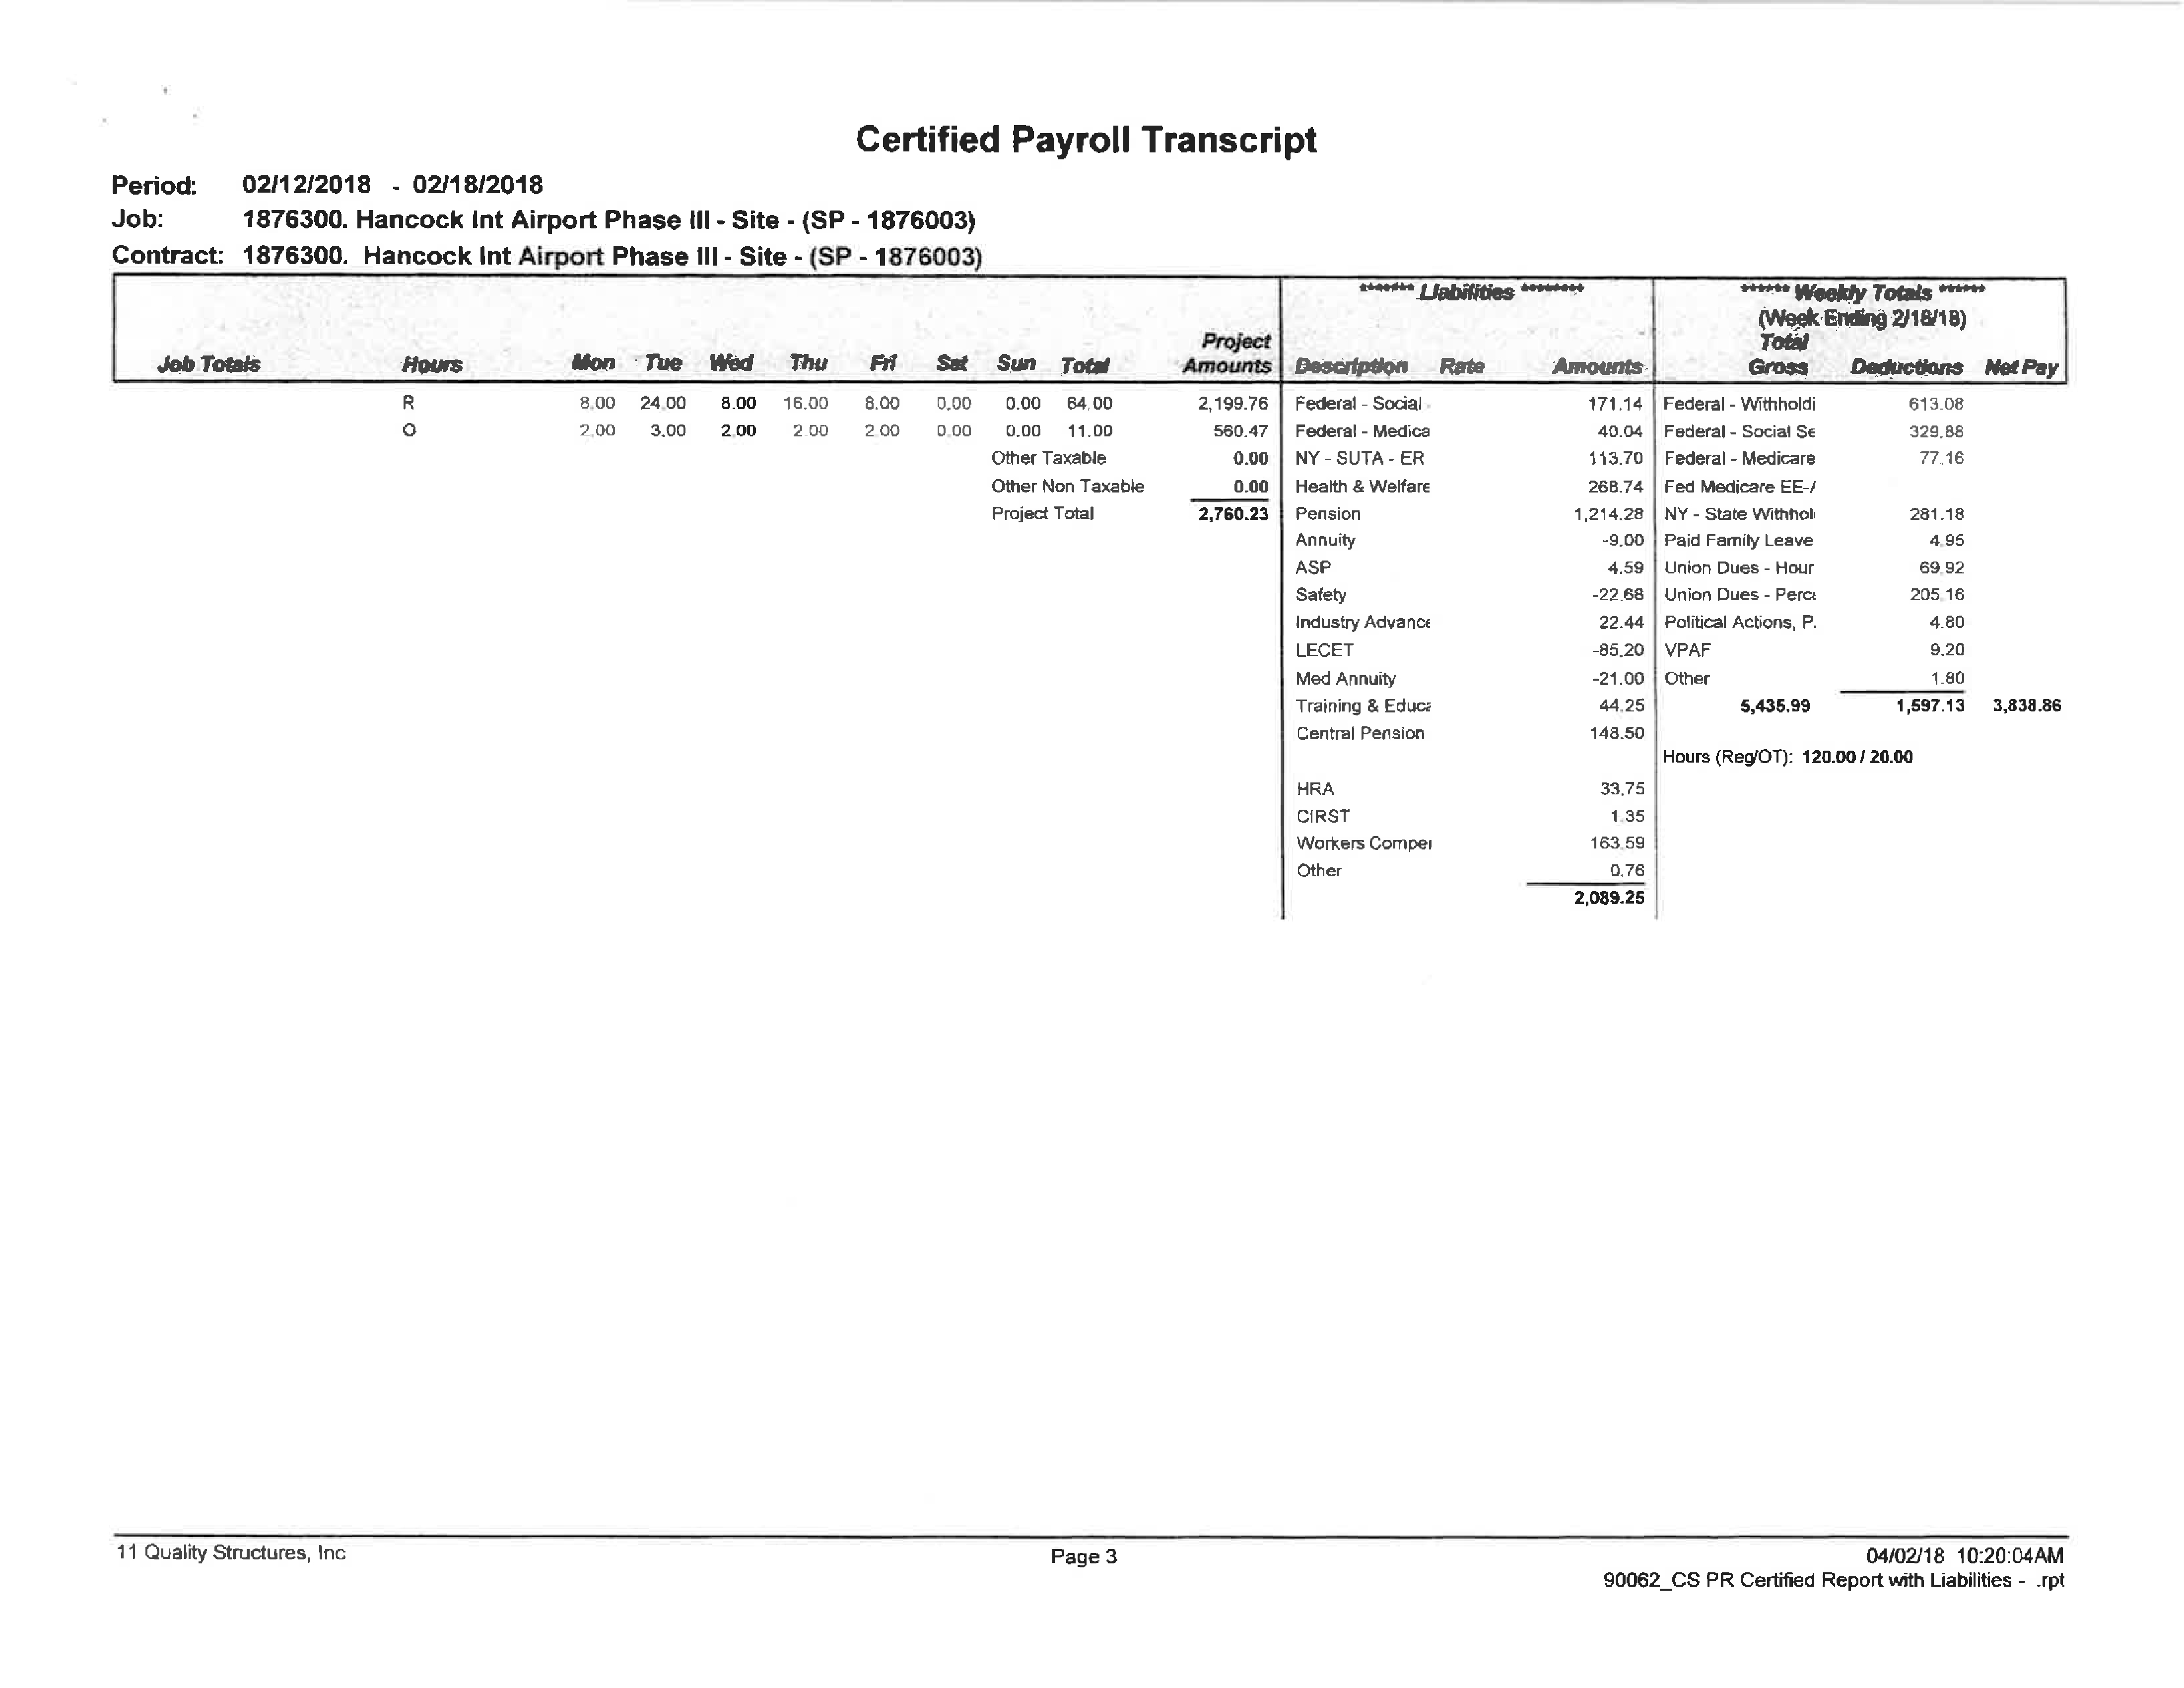 Certified Payroll Transcript
Period: 02/12/2018 - 02/18/2018
Job: 1876300. Hancock Int Airport Phase III - Site - (SP - 1876003)
Contract: 1876300. Hancock Int Airport Phase III - Site - (SP - 1876003)
******* Liabilities ******** ****** Weekly Totals ******
(Week Ending 2/18/18)
Project Total
Job Totals Hours Mon Tue Wed Thu Fri Sat Sun Total Amounts Description Rate Amounts Gross Deductions Net Pay
R 8.00 24.00 8.00 16.00 8.00 0.00 0.00 64.00 2,199.76 Federal - Social 171.14 Federal - Withholdi 613.08
O 2.00 3.00 2.00 2.00 2.00 0.00 0.00 11.00 560.47 Federal - Medica 40.04 Federal - Social Se 329.88
Other Taxable 0.00 NY - SUTA - ER 113.70 Federal - Medicare 77.16
Other Non Taxable 0.00 Health & Welfare 268.74 Fed Medicare EE-/
Project Total 2,760.23 Pension 1,214.28 NY - State Withhol 281.18
Annuity -9.00 Paid Family Leave 4.95
ASP 4.59 Union Dues - Hour 69.92
Safety -22.68 Union Dues - Perc 205.16
Industry Advance 22.44 Political Actions, P. 4.80
LECET -85.20 VPAF 9.20
Med Annuity -21.00 Other 1.80
Training & Educ 44.25 5,435.99 1,597.13 3,838.86
Central Pension 148.50
Hours (Reg/OT): 120.00 / 20.00
HRA 33.75
CIRST 1.35
Workers Compe 163.59
Other 0.76
2,089.25
11 Quality Structures, Inc Page 3 04/02/18 10:20:04AM
90062_CS PR Certified Report with Liabilities - .rpt